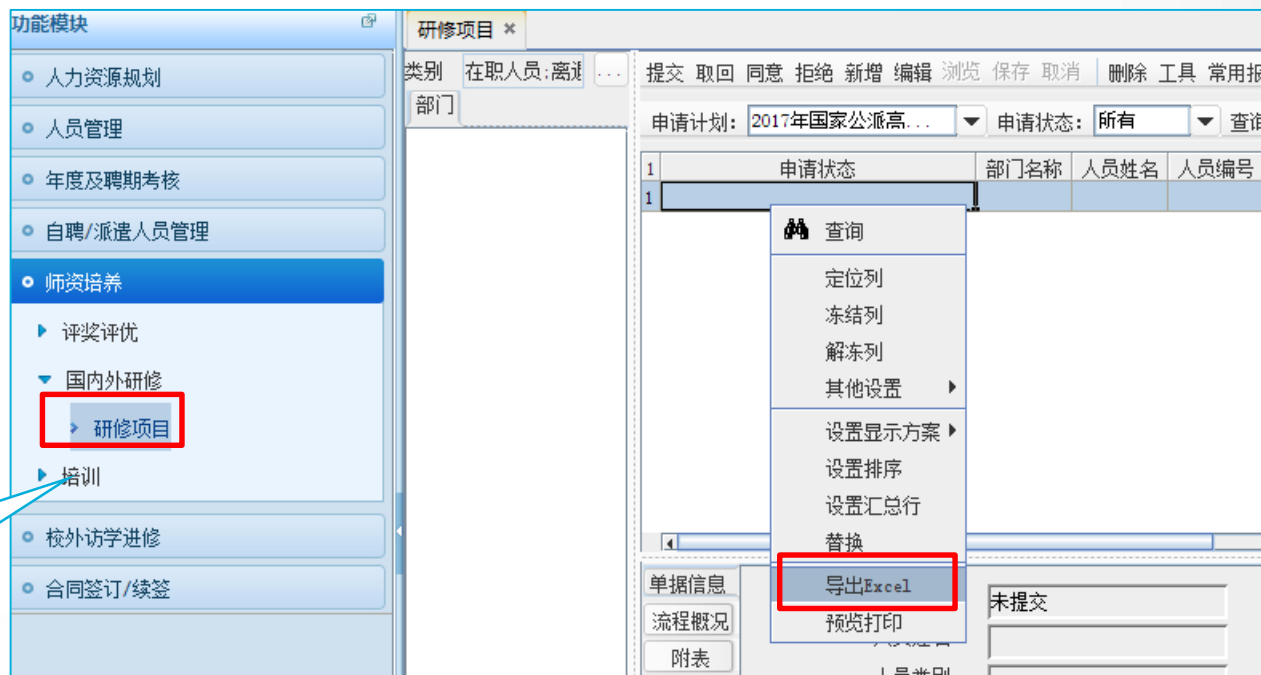 功能模块
人力资源规划
人员管理
年度及聘期考核
自聘/派遣人员管理
师资培养
评奖评优
国内外研修
研修项目
培训
校外访学进修
合同签订/续签
研修项目 ×
类别 在职人员;离退 ...
部门
提交 取回 同意 拒绝 新增 编辑 浏览 保存 取消 删除 工具 常用报
申请计划: 2017年国家公派高... 申请状态: 所有 查询
1 申请状态 部门名称 人员姓名 人员编号
1
查询
定位列
冻结列
解冻列
其他设置
设置显示方案
设置排序
设置汇总行
替换
导出Excel
预览打印
单据信息
流程概况
附表
未提交